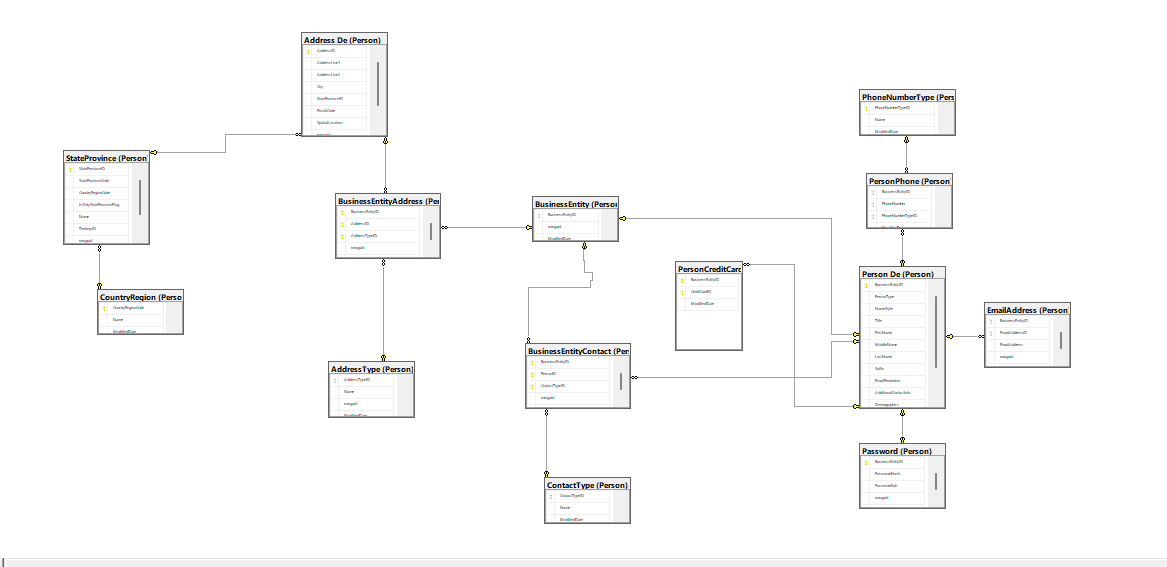 Address De (Person)
AddressID
AddressLine1
AddressLine2
City
StateProvinceID
PostalCode
SpatialLocation
rowguid
StateProvince (Person
StateProvinceID
StateProvinceCode
CountryRegionCode
IsOnlyStateProvinceFlag
Name
TerritoryID
rowguid
CountryRegion (Perso
CountryRegionCode
Name
ModifiedDate
BusinessEntityAddress (Per
BusinessEntityID
AddressID
AddressTypeID
rowguid
AddressType (Person)
AddressTypeID
Name
rowguid
ModifiedDate
BusinessEntity (Person
BusinessEntityID
rowguid
ModifiedDate
BusinessEntityContact (Per
BusinessEntityID
PersonID
ContactTypeID
rowguid
ContactType (Person)
ContactTypeID
Name
ModifiedDate
PersonCreditCard
BusinessEntityID
CreditCardID
ModifiedDate
PhoneNumberType (Pers
PhoneNumberTypeID
Name
ModifiedDate
PersonPhone (Person)
BusinessEntityID
PhoneNumber
PhoneNumberTypeID
ModifiedDate
Person De (Person)
BusinessEntityID
PersonType
NameStyle
Title
FirstName
MiddleName
LastName
Suffix
EmailPromotion
AdditionalContactInfo
Demographics
EmailAddress (Person)
BusinessEntityID
EmailAddressID
EmailAddress
rowguid
Password (Person)
BusinessEntityID
PasswordHash
PasswordSalt
rowguid